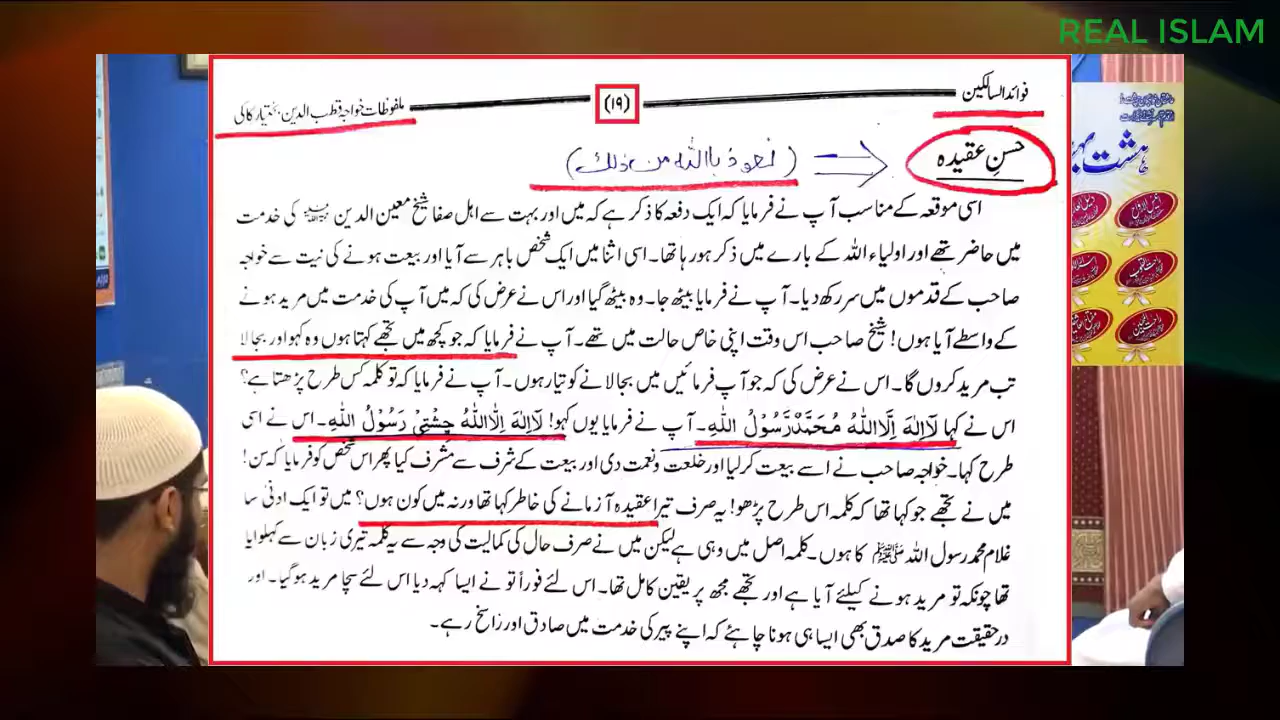 REAL ISLAM
فوائد السالکین
(۱۹)
ملفوظات خواجہ قطب الدین بختیار کاکی
حسنِ عقیدہ
(نعوذ باللہ من ذلك)
اسی موقعہ کے مناسب آپ نے فرمایا کہ ایک دفعہ کا ذکر ہے کہ میں اور بہت سے اہل صفا شیخ معین الدین ﷫ کی خدمت
میں حاضر تھے اور اولیاء اللہ کے بارے میں ذکر ہو رہا تھا۔ اسی اثنا میں ایک شخص باہر سے آیا اور بیعت ہونے کی نیت سے خواجہ
صاحب کے قدموں میں سر رکھ دیا۔ آپ نے فرمایا بیٹھ جا۔ وہ بیٹھ گیا اور اس نے عرض کی کہ میں آپ کی خدمت میں مرید ہونے
کے واسطے آیا ہوں! شیخ صاحب اس وقت اپنی خاص حالت میں تھے۔ آپ نے فرمایا کہ جو کچھ میں تجھے کہتا ہوں وہ کہو اور بجالا
تب مرید کروں گا۔ اس نے عرض کی کہ جو آپ فرمائیں میں بجالانے کو تیار ہوں۔ آپ نے فرمایا کہ تو کلمہ کس طرح پڑھتا ہے؟
اس نے کہا لَآاِلٰہَ اِلَّااللّٰہُ مُحَمَّدٌرَّسُوْلُ اللّٰہِ۔ آپ نے فرمایا یوں کہو! لَآاِلٰہَ اِلَّااللّٰہُ چِشْتِیْ رَسُوْلُ اللّٰہِ۔ اس نے اسی
طرح کہا۔ خواجہ صاحب نے اسے بیعت کر لیا اور خلعت ونعمت دی اور بیعت کے شرف سے مشرف کیا پھر اس شخص کو فرمایا کہ سن!
میں نے تجھے جو کہا تھا کہ کلمہ اس طرح پڑھو! یہ صرف تیرا عقیدہ آزمانے کی خاطر کہا تھا ورنہ میں کون ہوں؟ میں تو ایک ادنیٰ سا
غلام محمد رسول اللہ ﷺ کا ہوں۔ کلمہ اصل میں وہی ہے لیکن میں نے صرف حال کی کمالیت کی وجہ سے یہ کلمہ تیری زبان سے کہلوایا
تھا چونکہ تو مرید ہونے کیلئے آیا ہے اور تجھے مجھ پر یقین کامل تھا۔ اس لئے فوراً تو نے ایسا کہہ دیا اس لئے سچا مرید ہو گیا۔ اور
درحقیقت مرید کا صدق بھی ایسا ہی ہونا چاہئے کہ اپنے پیر کی خدمت میں صادق اور راسخ رہے۔
ہشت